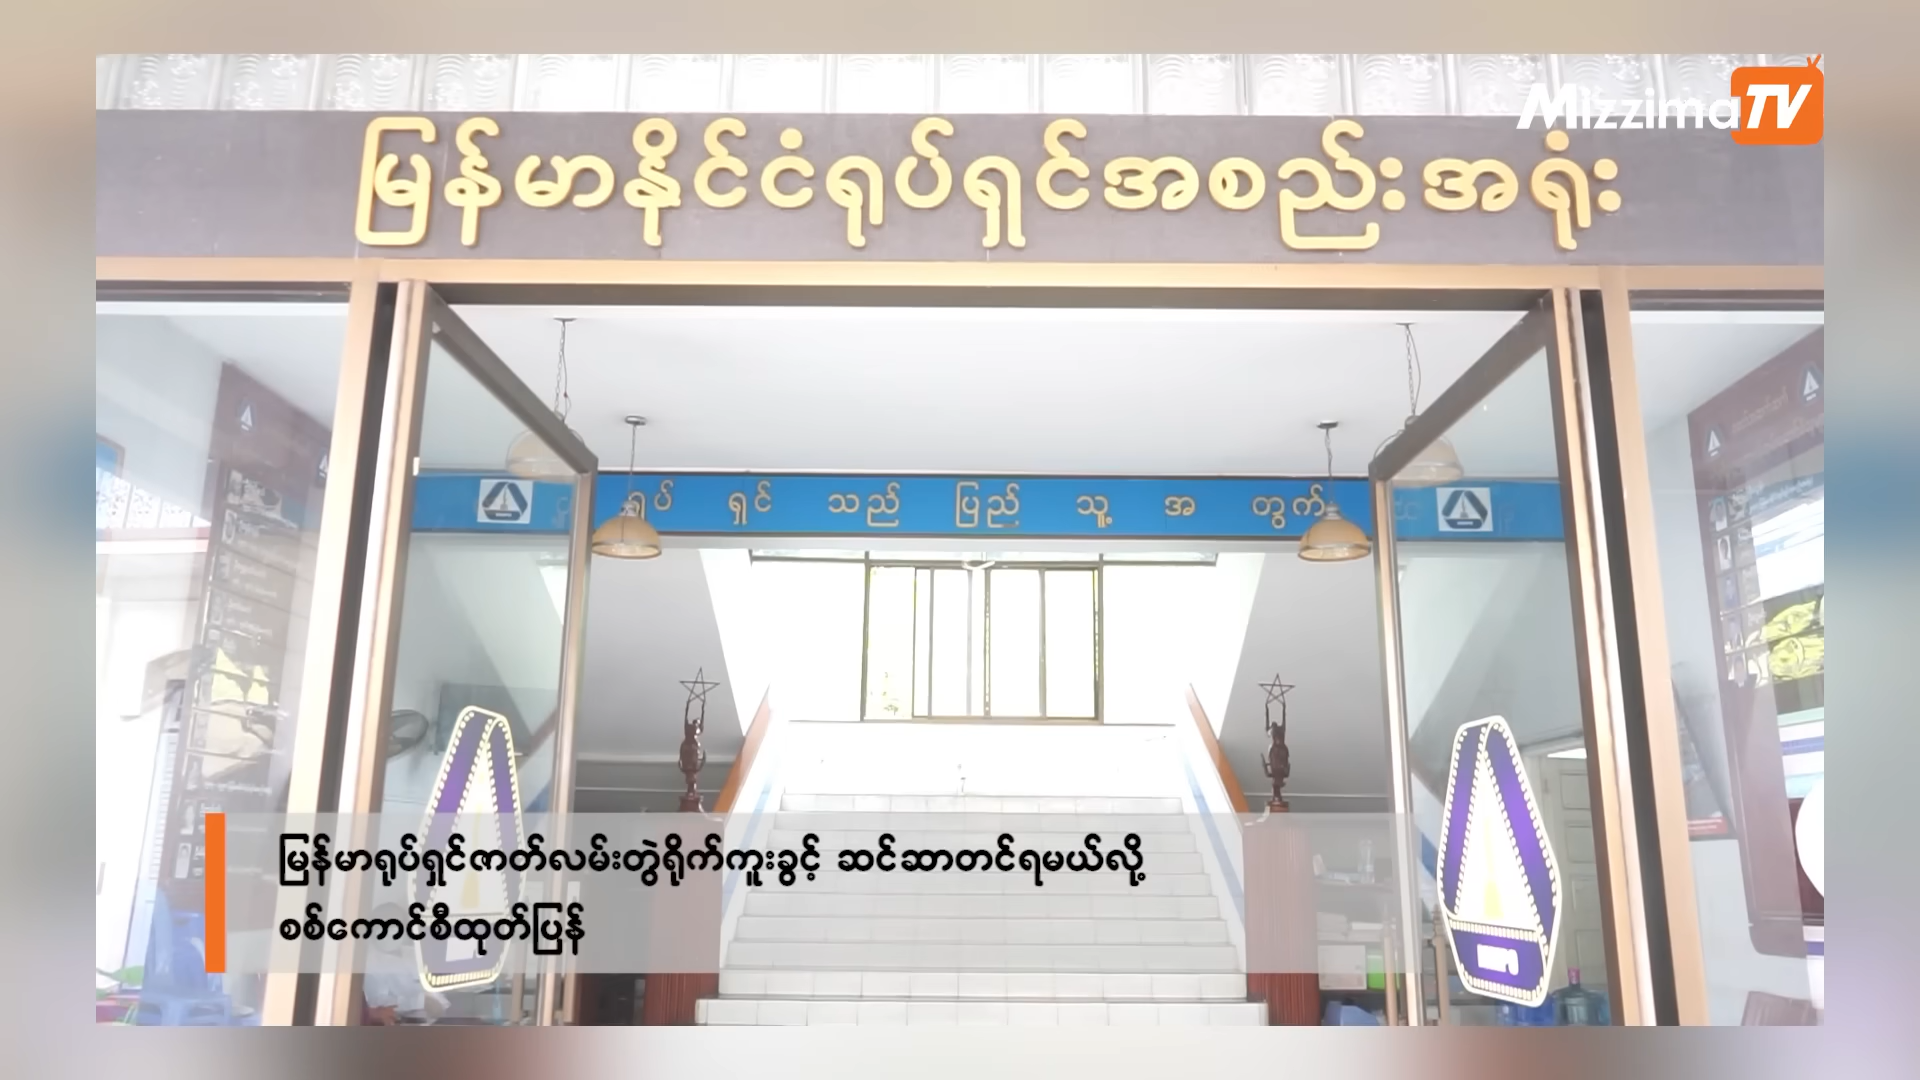 Mizzima TV
မြန်မာနိုင်ငံရုပ်ရှင်အစည်းအရုံး
ရုပ် ရှင် သည် ပြည် သူ့ အ တွက်
မြန်မာရုပ်ရှင်ဇာတ်လမ်းတွဲရိုက်ကူးခွင့် ဆင်ဆာတင်ရမယ်လို့
စစ်ကောင်စီထုတ်ပြန်